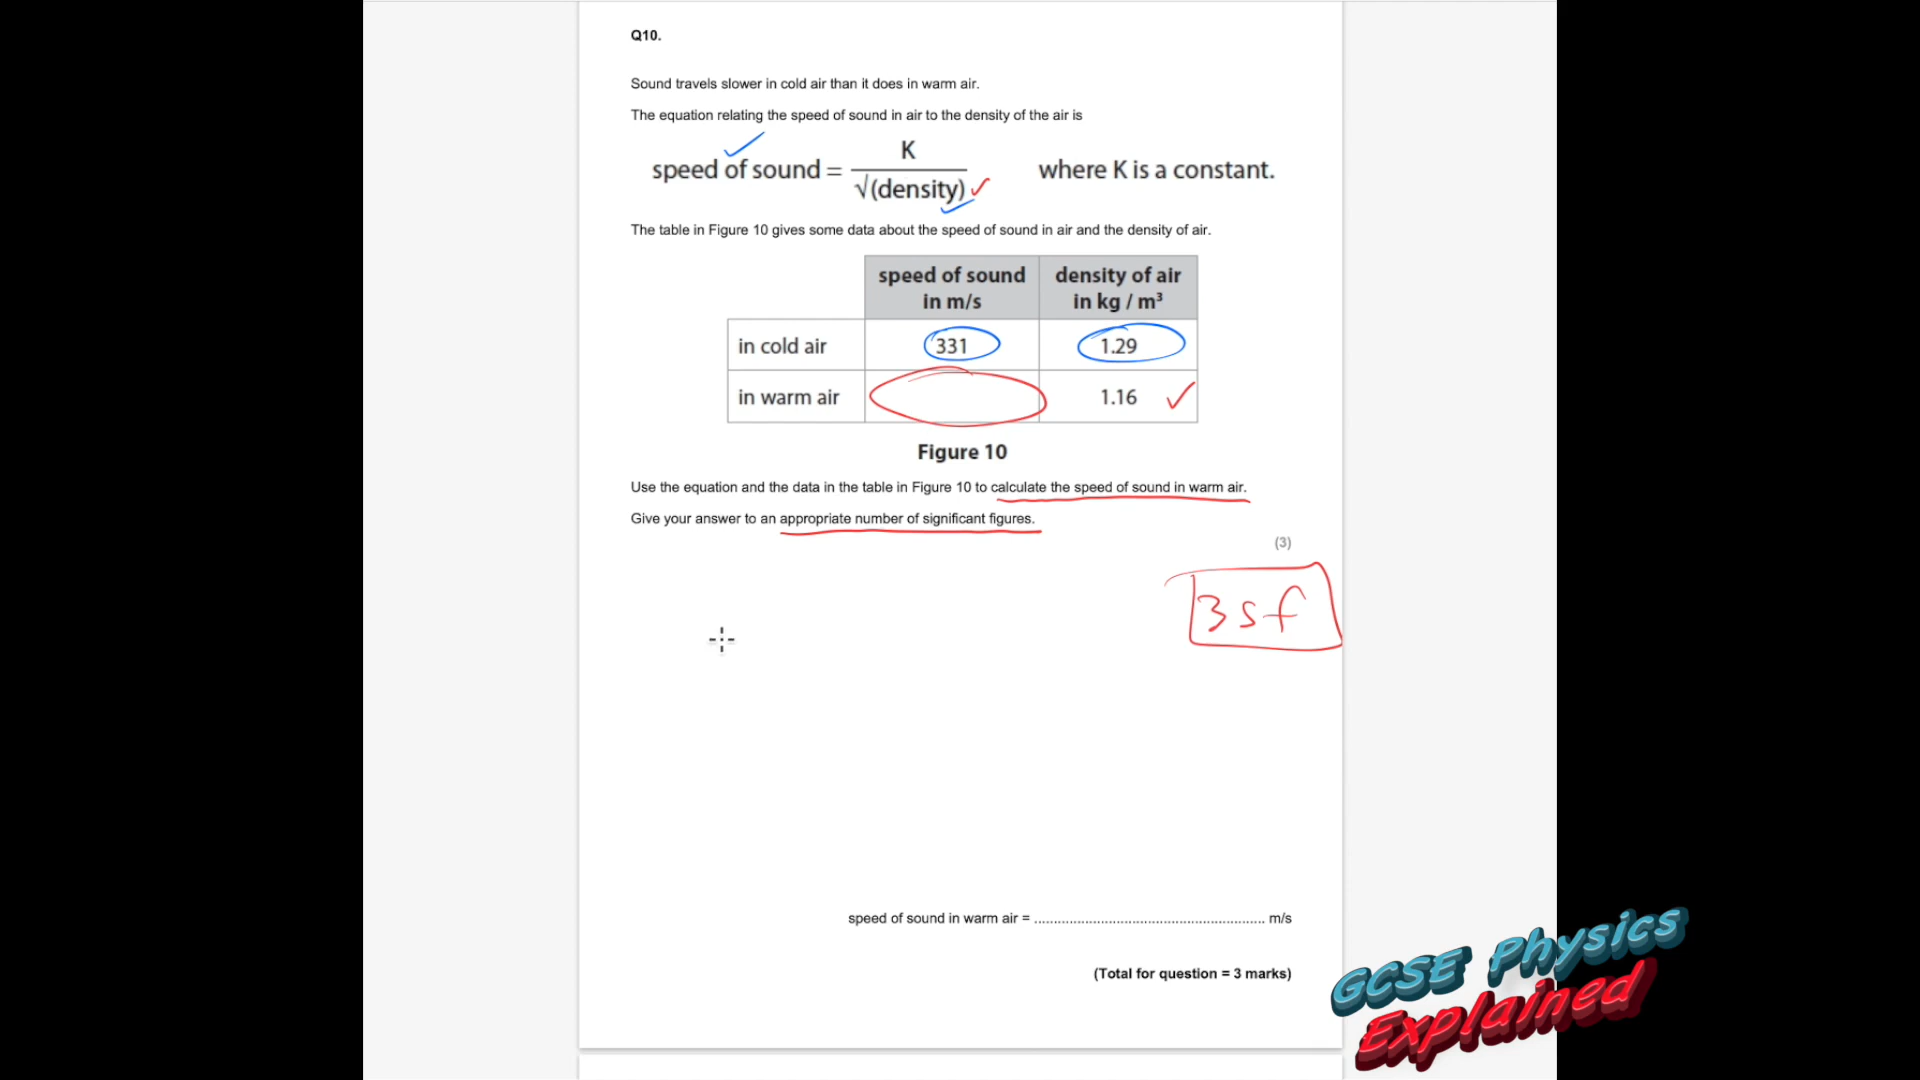 Q10.
Sound travels slower in cold air than it does in warm air.
The equation relating the speed of sound in air to the density of the air is
speed of sound = K / √(density) where K is a constant.
The table in Figure 10 gives some data about the speed of sound in air and the density of air.
speed of sound in m/s density of air in kg / m³
in cold air 331 1.29
in warm air 1.16
Figure 10
Use the equation and the data in the table in Figure 10 to calculate the speed of sound in warm air.
Give your answer to an appropriate number of significant figures.
(3)
3 sf
speed of sound in warm air = .......................................................... m/s
(Total for question = 3 marks)
GCSE Physics
Explained